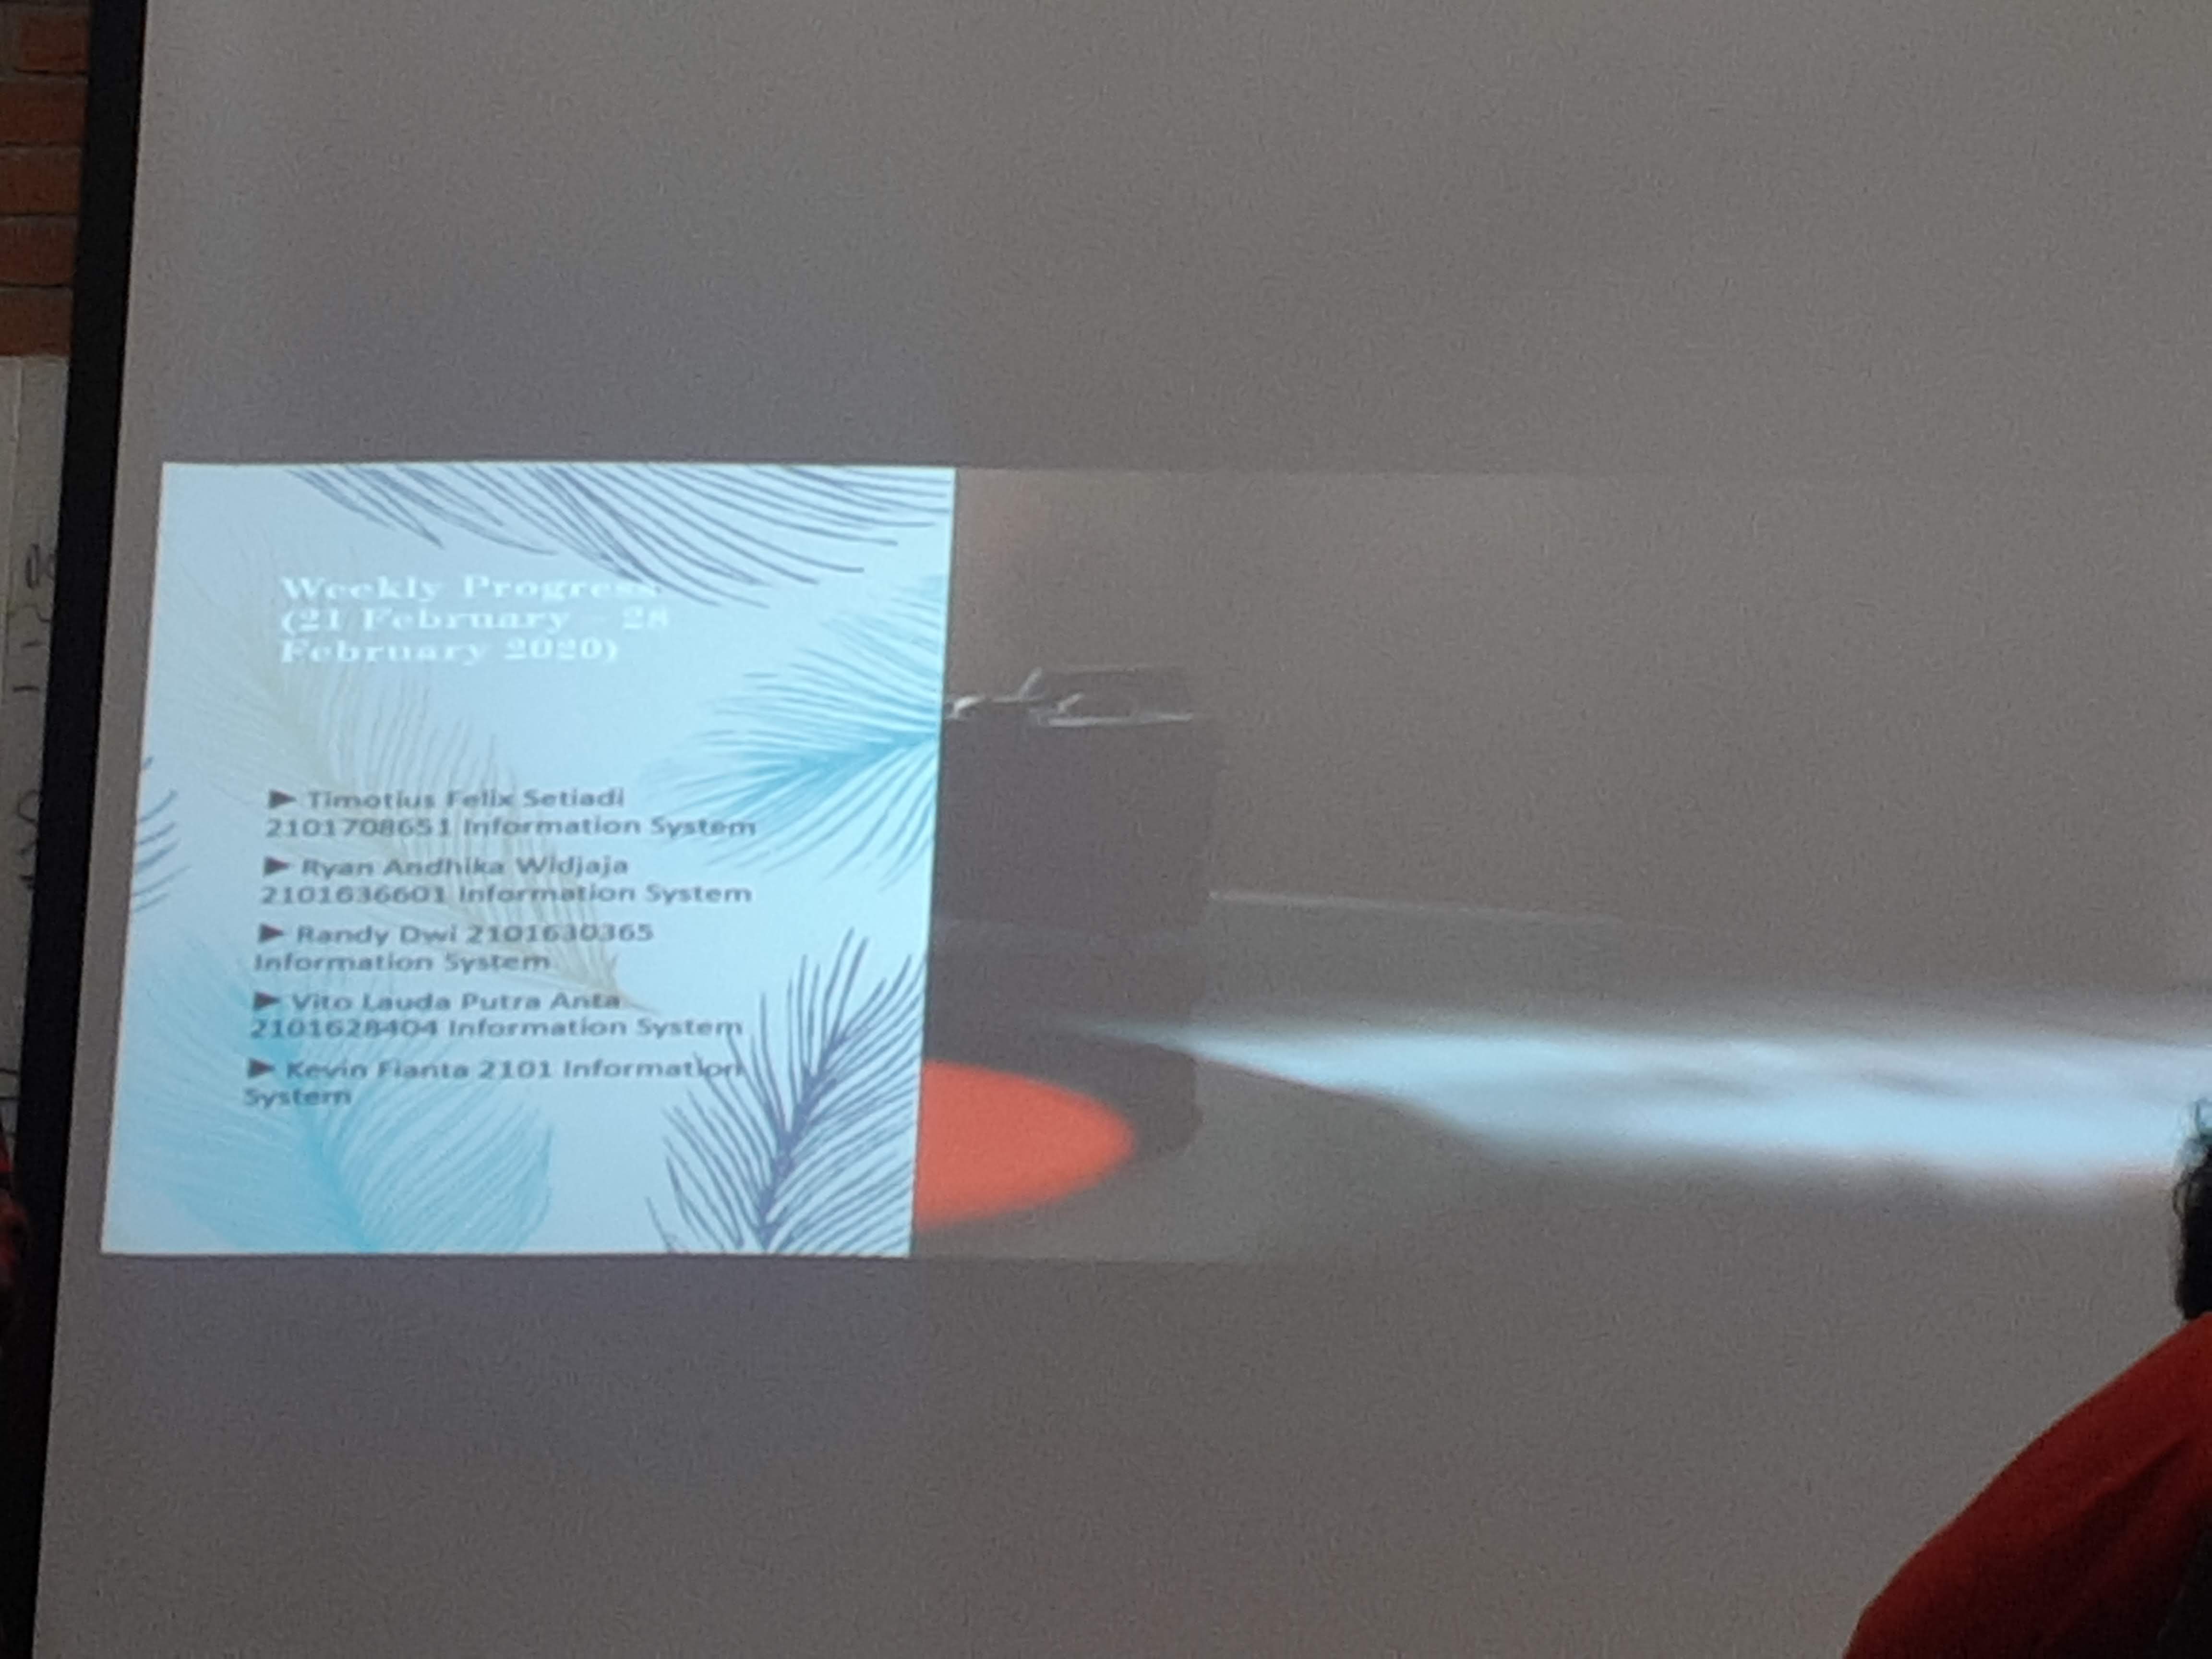 Weekly Progress
(21 February - 28
February 2020)
► Timotius Felix Setiadi
2101708651 Information System
► Ryan Andhika Widjaja
2101636601 Information System
► Randy Dwi 2101630365
Information System
► Vito Lauda Putra Anta
2101628404 Information System
► Kevin Fianta 2101 Information
System